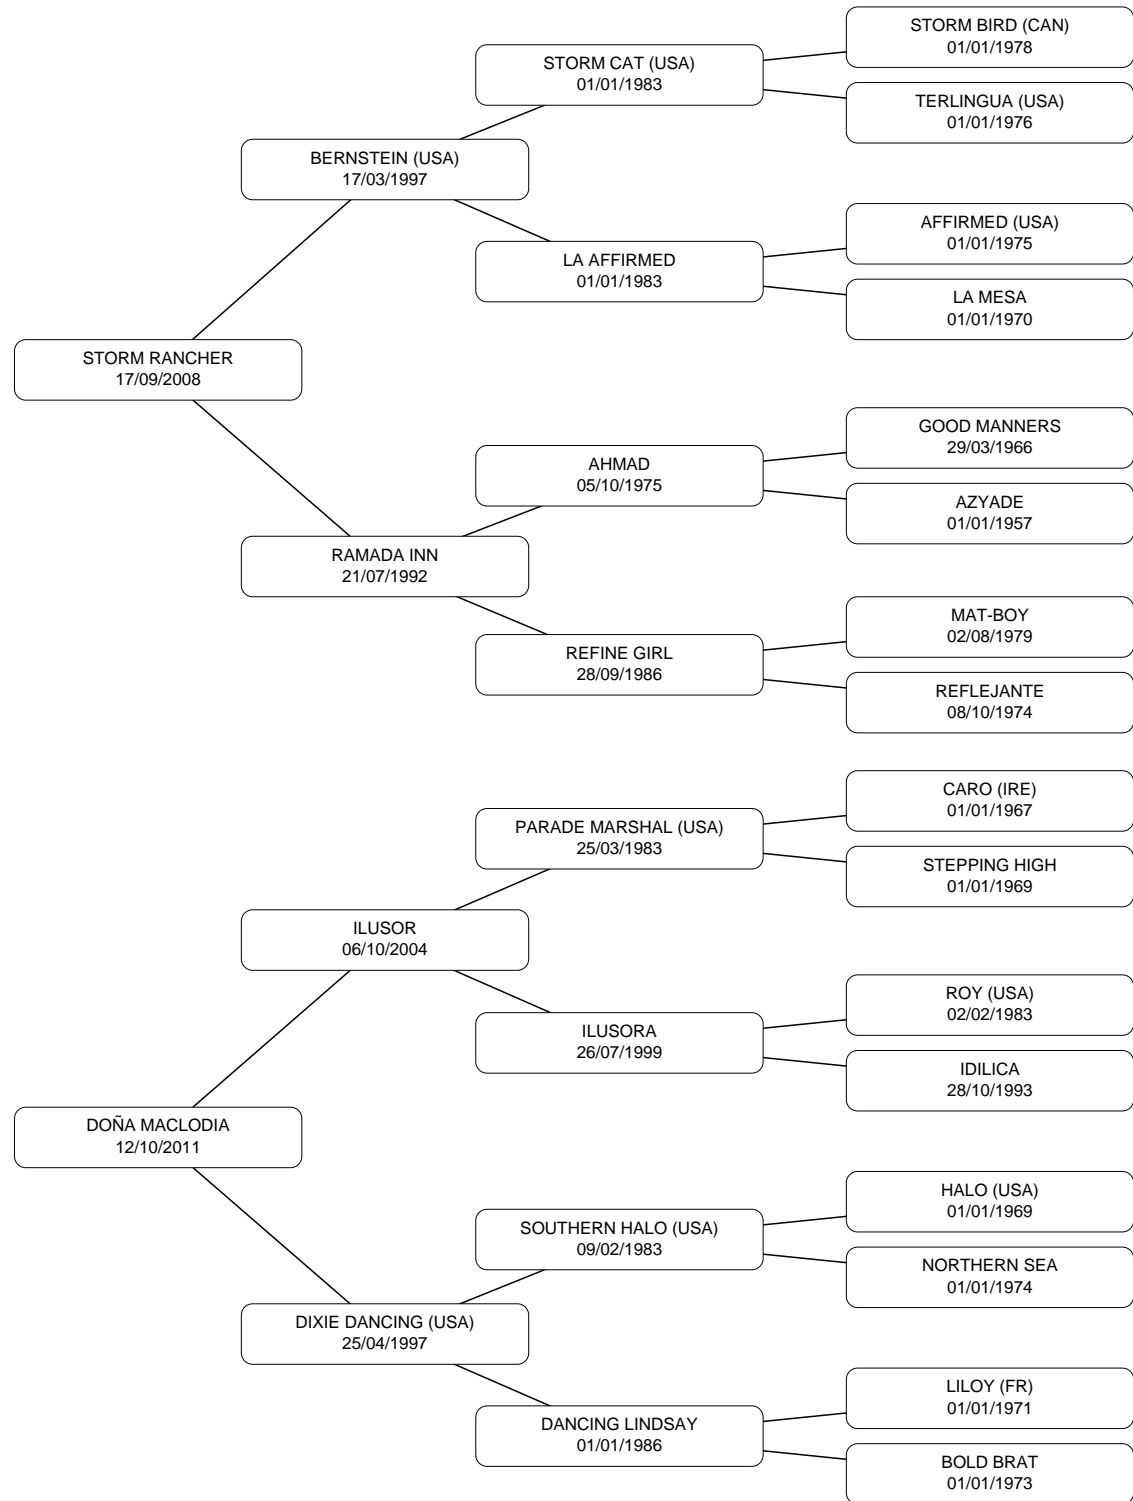 STORM BIRD (CAN)
01/01/1978
STORM CAT (USA)
01/01/1983
TERLINGUA (USA)
01/01/1976
BERNSTEIN (USA)
17/03/1997
AFFIRMED (USA)
01/01/1975
LA AFFIRMED
01/01/1983
LA MESA
01/01/1970
STORM RANCHER
17/09/2008
GOOD MANNERS
29/03/1966
AHMAD
05/10/1975
AZYADE
01/01/1957
RAMADA INN
21/07/1992
MAT-BOY
02/08/1979
REFINE GIRL
28/09/1986
REFLEJANTE
08/10/1974
CARO (IRE)
01/01/1967
PARADE MARSHAL (USA)
25/03/1983
STEPPING HIGH
01/01/1969
ILUSOR
06/10/2004
ROY (USA)
02/02/1983
ILUSORA
26/07/1999
IDILICA
28/10/1993
DOÑA MACLODIA
12/10/2011
HALO (USA)
01/01/1969
SOUTHERN HALO (USA)
09/02/1983
NORTHERN SEA
01/01/1974
DIXIE DANCING (USA)
25/04/1997
LILOY (FR)
01/01/1971
DANCING LINDSAY
01/01/1986
BOLD BRAT
01/01/1973